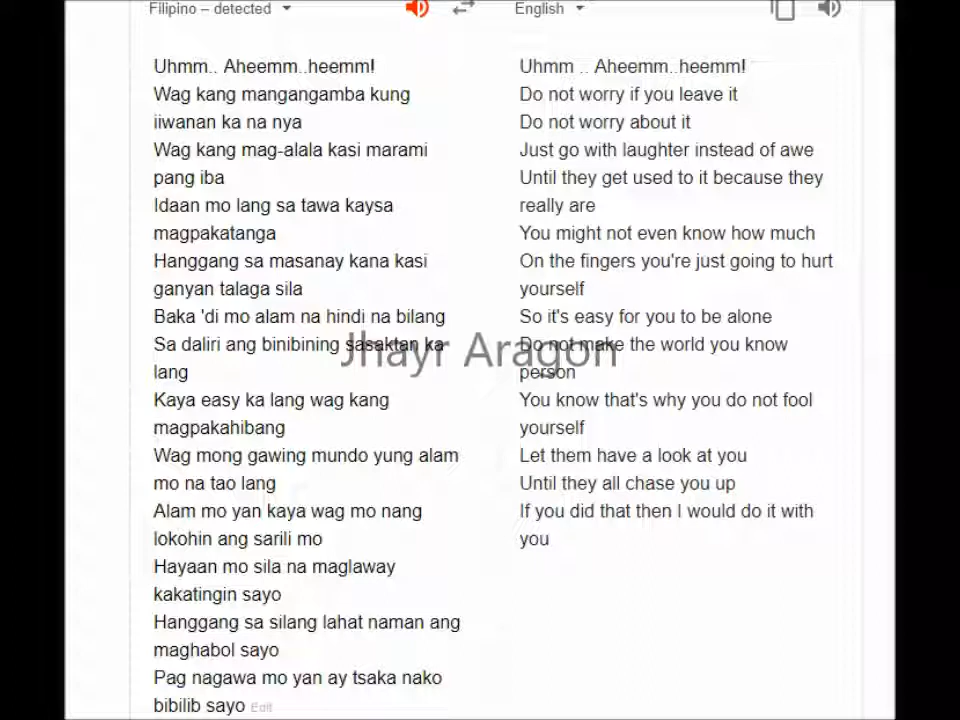 Filipino – detected
English
Uhmm.. Aheemm..heemm!
Wag kang mangangamba kung
iiwanan ka na nya
Wag kang mag-alala kasi marami
pang iba
Idaan mo lang sa tawa kaysa
magpakatanga
Hanggang sa masanay kana kasi
ganyan talaga sila
Baka 'di mo alam na hindi na bilang
Sa daliri ang binibining sasaktan ka
lang
Kaya easy ka lang wag kang
magpakahibang
Wag mong gawing mundo yung alam
mo na tao lang
Alam mo yan kaya wag mo nang
lokohin ang sarili mo
Hayaan mo sila na maglaway
kakatingin sayo
Hanggang sa silang lahat naman ang
maghabol sayo
Pag nagawa mo yan ay tsaka nako
bibilib sayo Edit
Uhmm .. Aheemm..heemm!
Do not worry if you leave it
Do not worry about it
Just go with laughter instead of awe
Until they get used to it because they
really are
You might not even know how much
On the fingers you're just going to hurt
yourself
So it's easy for you to be alone
Do not make the world you know
person
You know that's why you do not fool
yourself
Let them have a look at you
Until they all chase you up
If you did that then I would do it with
you
Jhayr Aragon